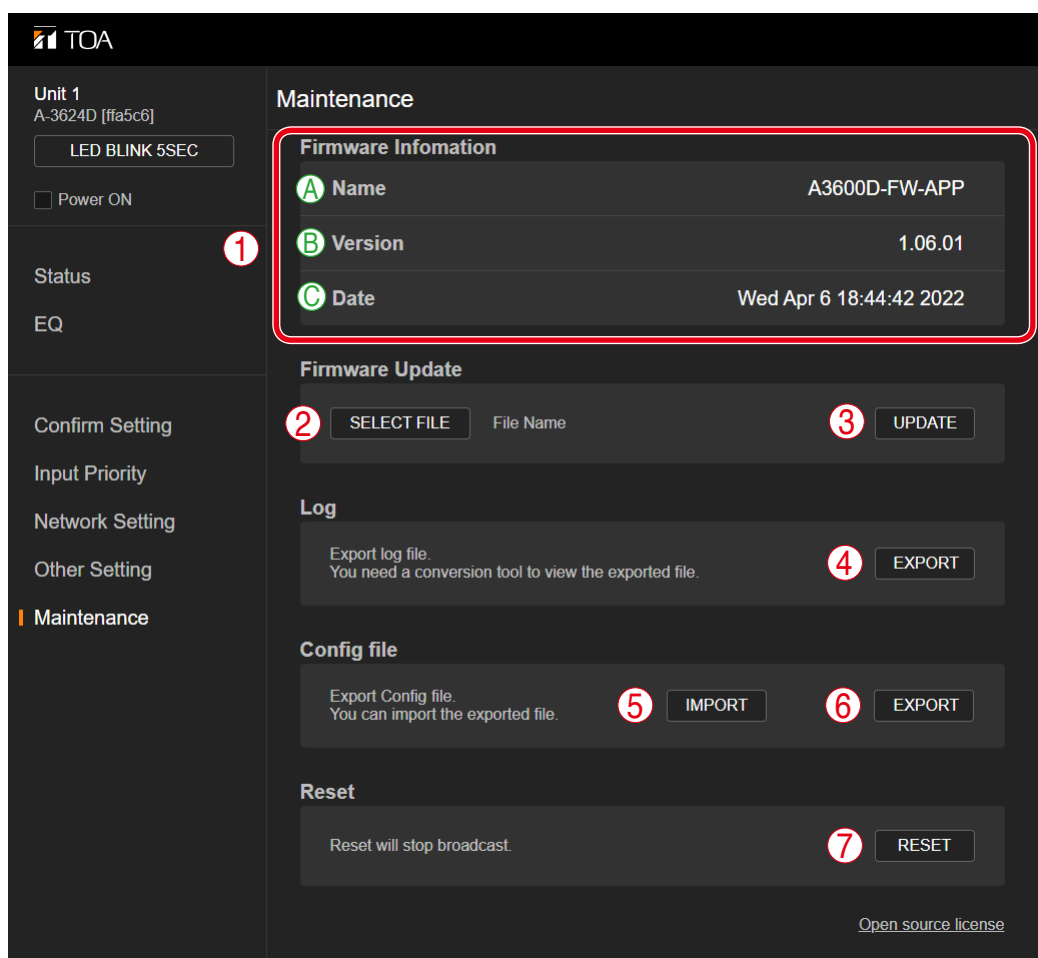 TOA
Unit 1
A-3624D [ffa5c6]
LED BLINK 5SEC
Power ON
1
Status
EQ
Confirm Setting
Input Priority
Network Setting
Other Setting
Maintenance
Maintenance
Firmware Infomation
A Name A3600D-FW-APP
B Version 1.06.01
C Date Wed Apr 6 18:44:42 2022
Firmware Update
2 SELECT FILE File Name 3 UPDATE
Log
Export log file.
You need a conversion tool to view the exported file.
4 EXPORT
Config file
Export Config file.
You can import the exported file.
5 IMPORT 6 EXPORT
Reset
Reset will stop broadcast. 7 RESET
Open source license